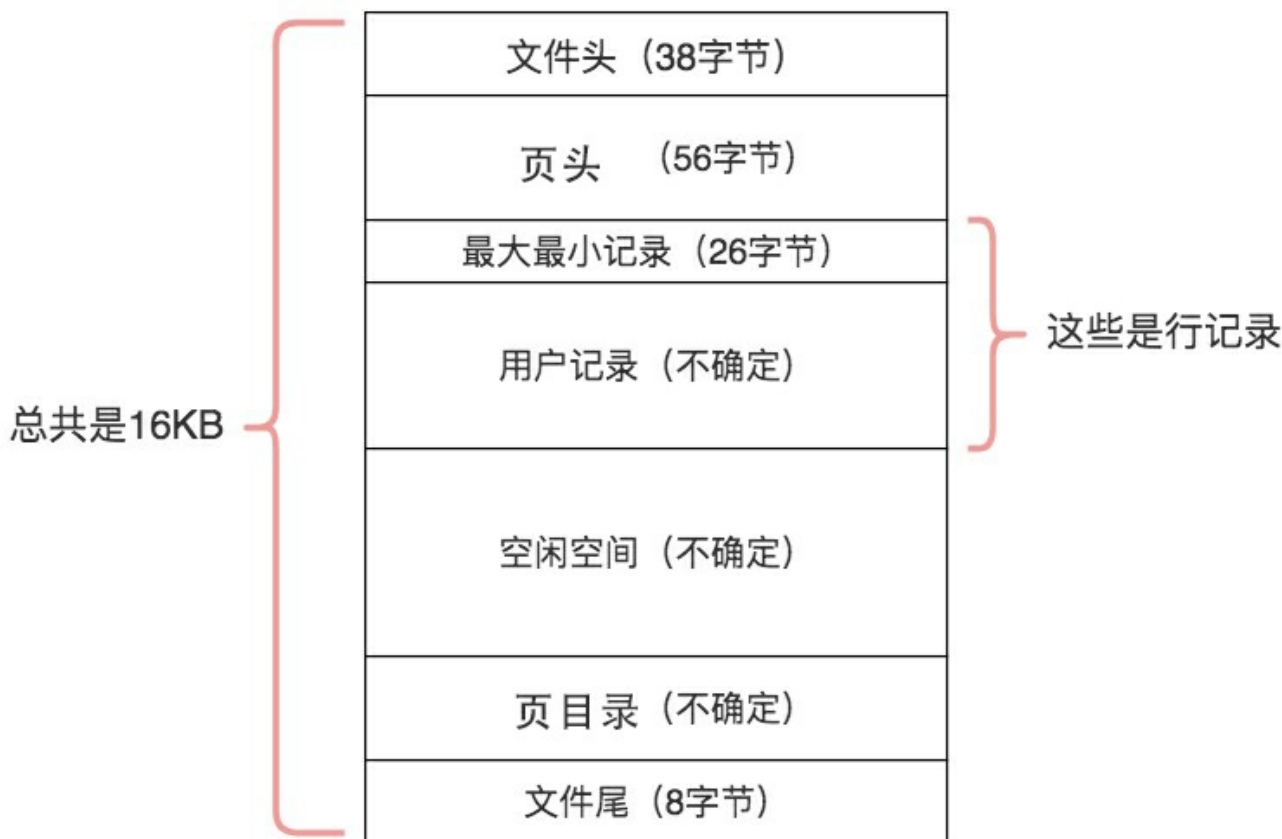 文件头（38字节）
页头 （56字节）
最大最小记录（26字节）
用户记录（不确定）
这些是行记录
总共是16KB
空闲空间（不确定）
页目录（不确定）
文件尾（8字节）